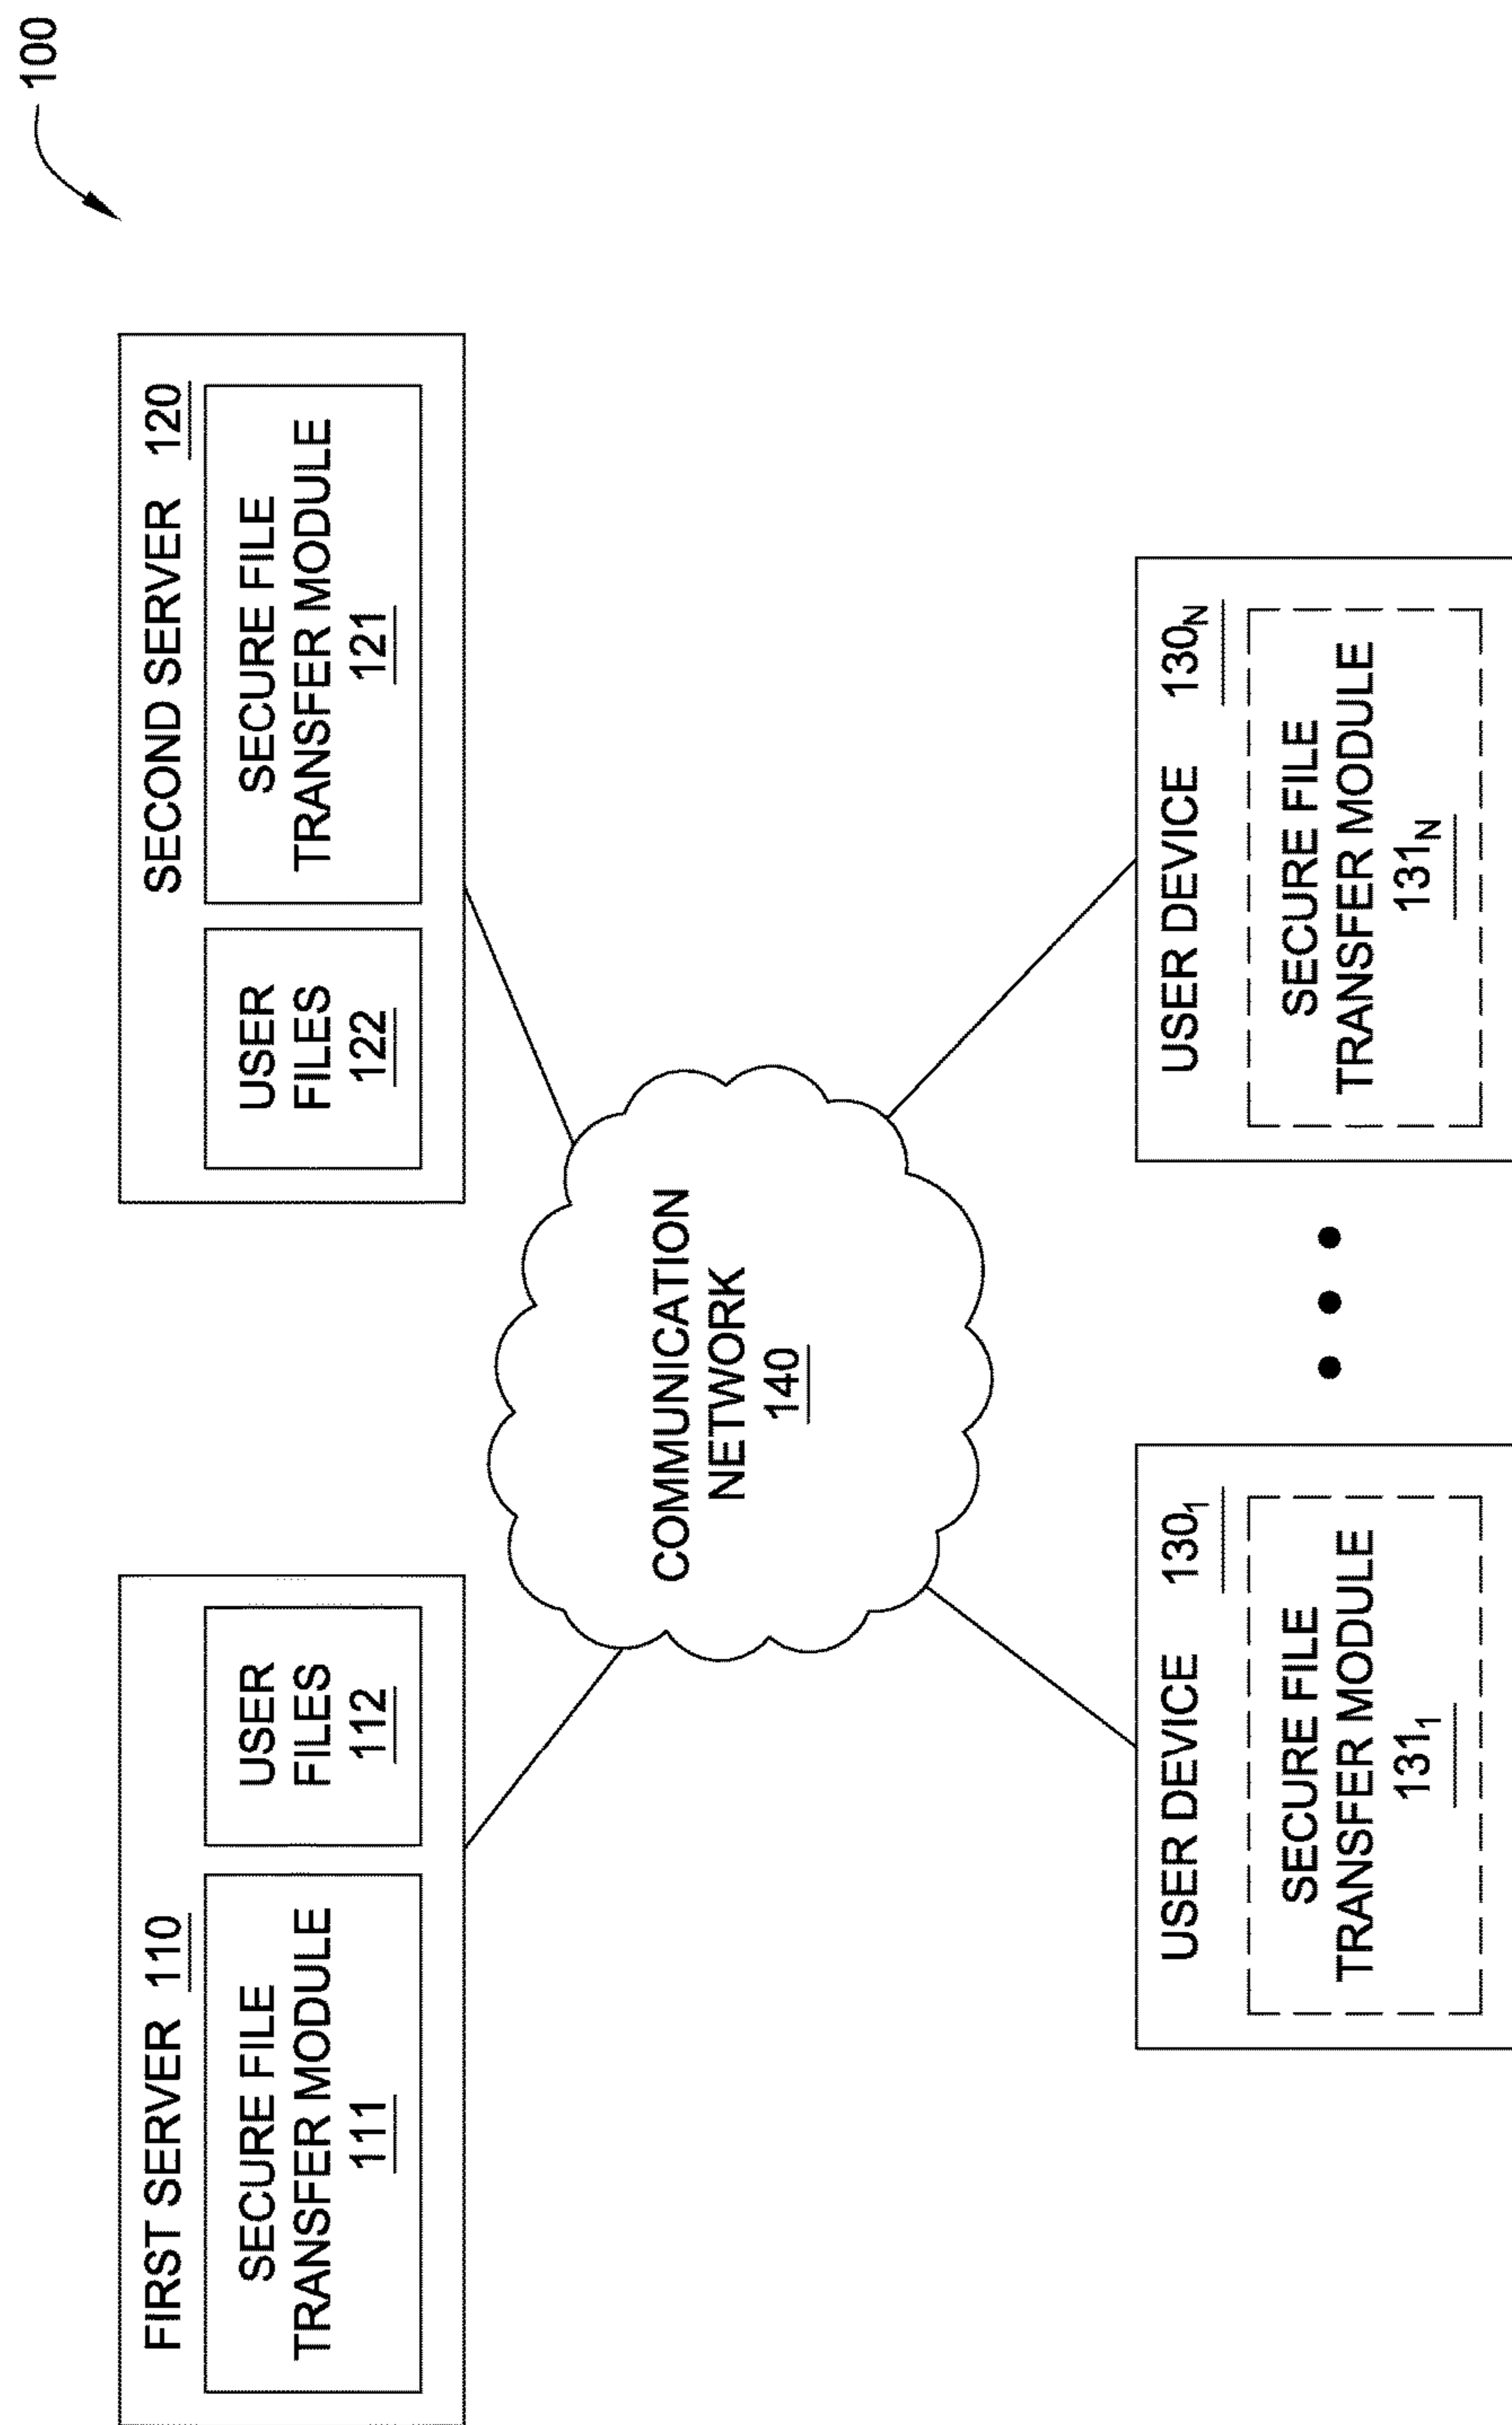 100
FIRST SERVER 110
SECURE FILE
TRANSFER MODULE
111
USER
FILES
112
SECOND SERVER 120
USER
FILES
122
SECURE FILE
TRANSFER MODULE
121
COMMUNICATION
NETWORK
140
USER DEVICE 130₁
SECURE FILE
TRANSFER MODULE
131₁
USER DEVICE 130N
SECURE FILE
TRANSFER MODULE
131N